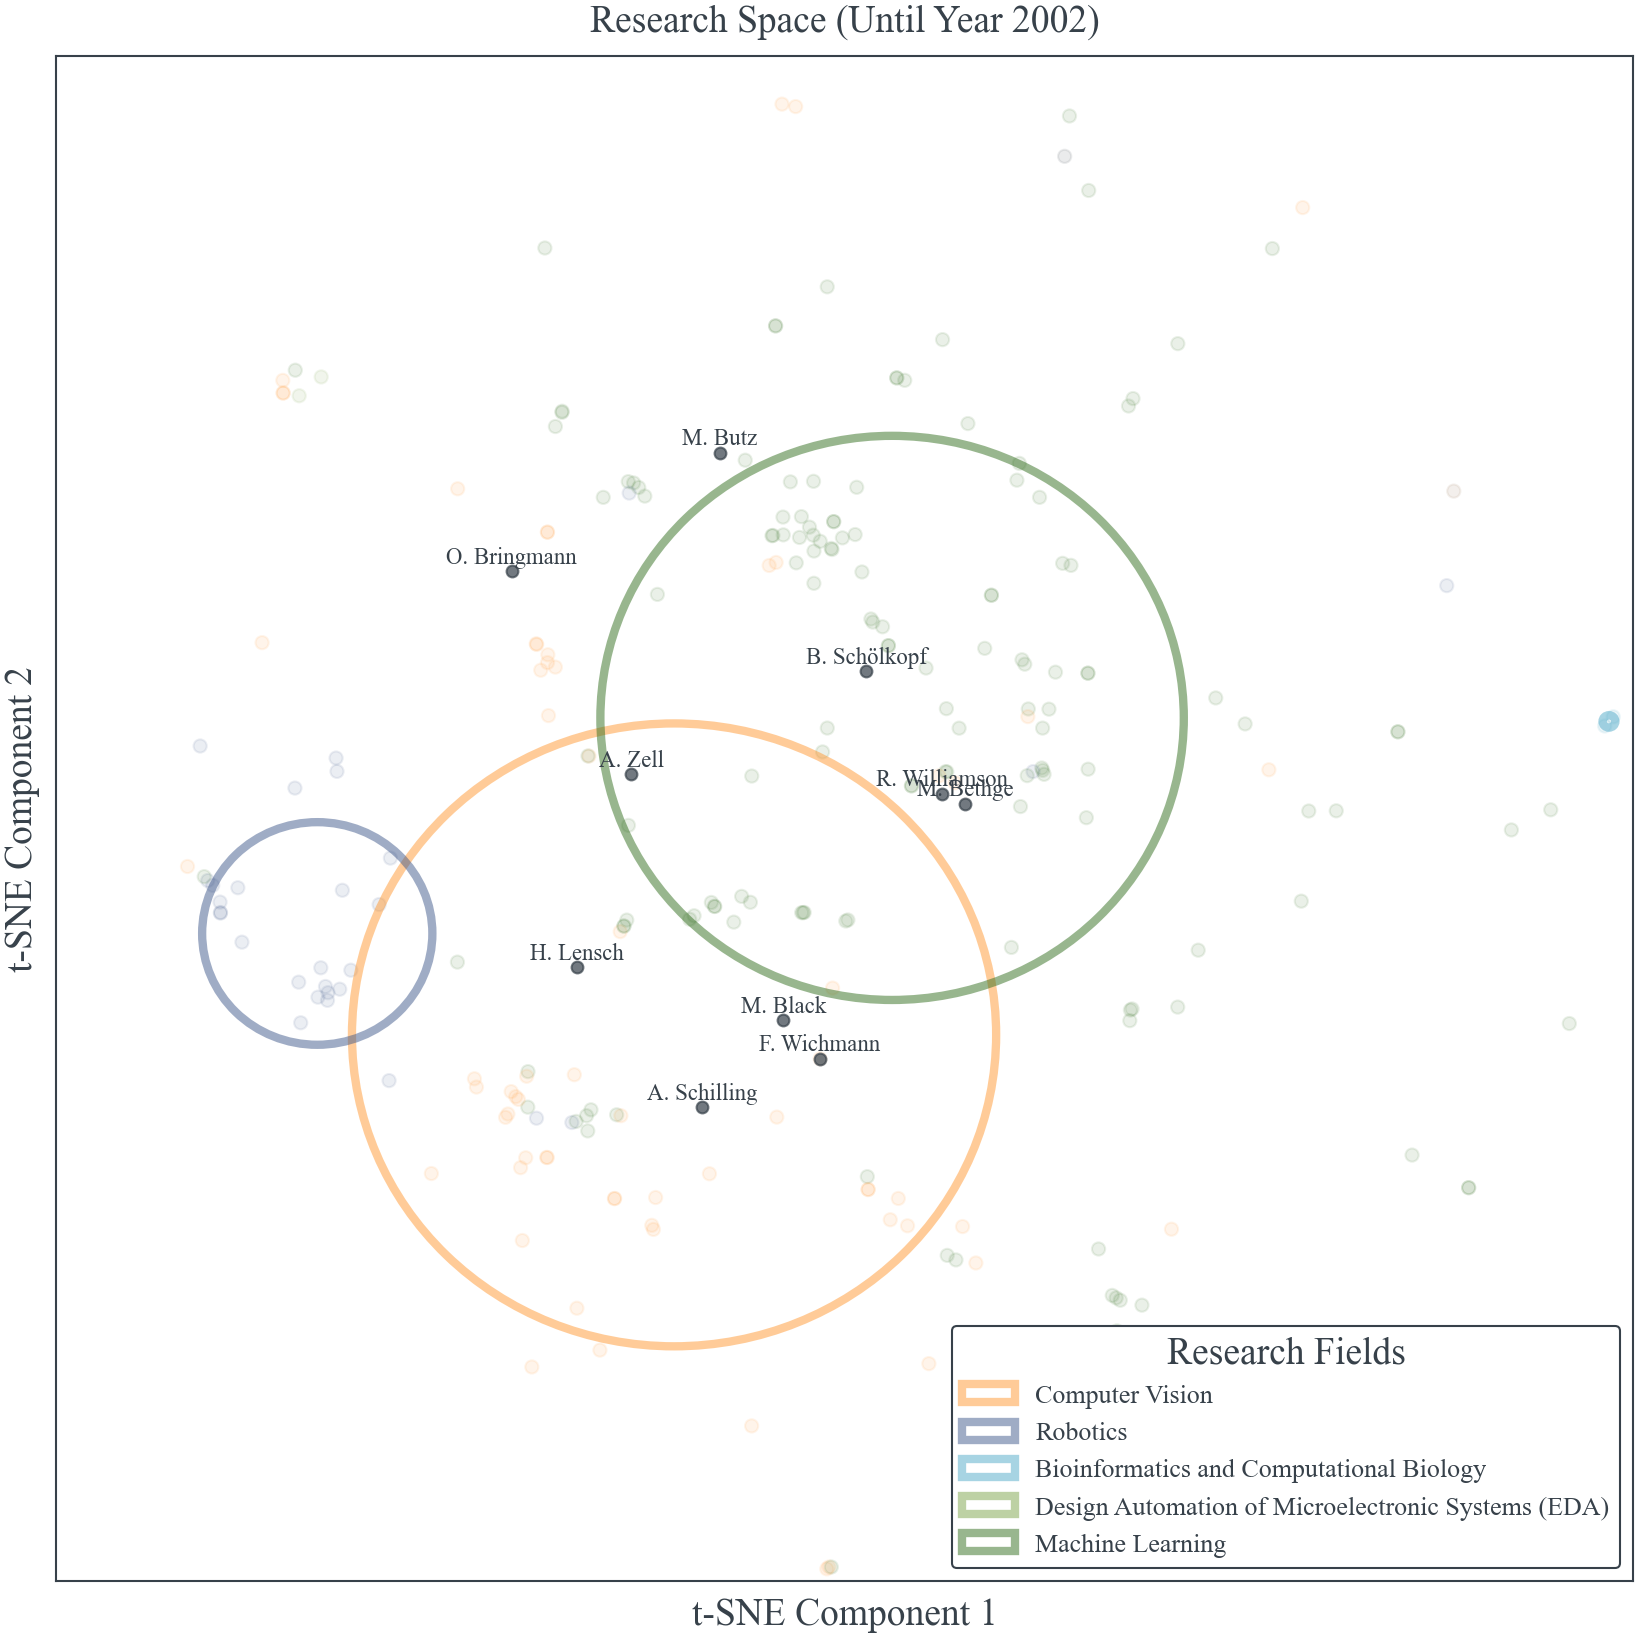 Research Space (Until Year 2002)
M. Butz
O. Bringmann
B. Schölkopf
A. Zell
R. Williamson
M. Bethge
H. Lensch
M. Black
F. Wichmann
A. Schilling
t-SNE Component 2
Research Fields
Computer Vision
Robotics
Bioinformatics and Computational Biology
Design Automation of Microelectronic Systems (EDA)
Machine Learning
t-SNE Component 1